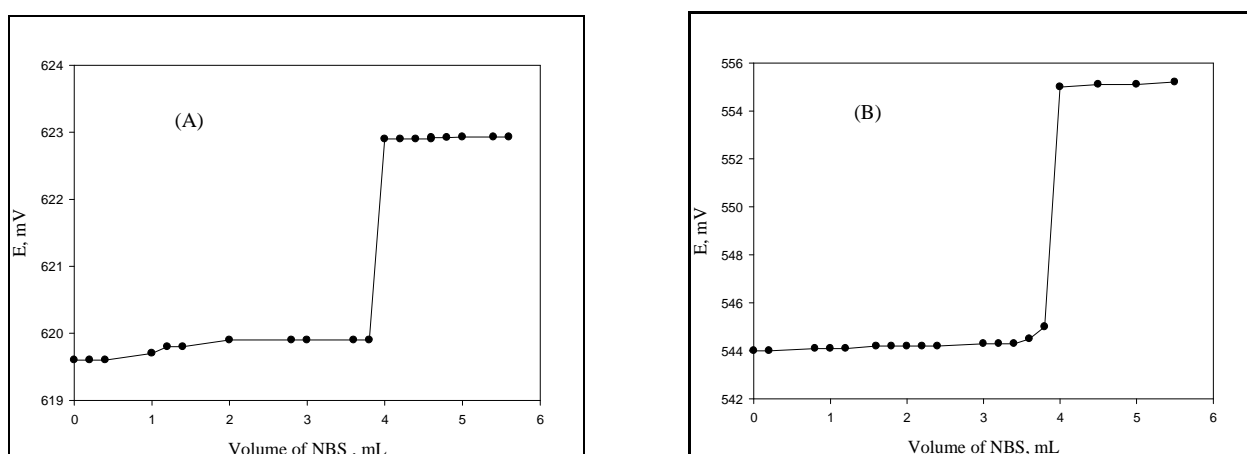 624
623
622
621
620
619
E, mV
(A)
0 1 2 3 4 5 6
Volume of NBS , mL
556
554
552
550
548
546
544
542
E, mV
(B)
0 1 2 3 4 5 6
Volume of NBS, mL